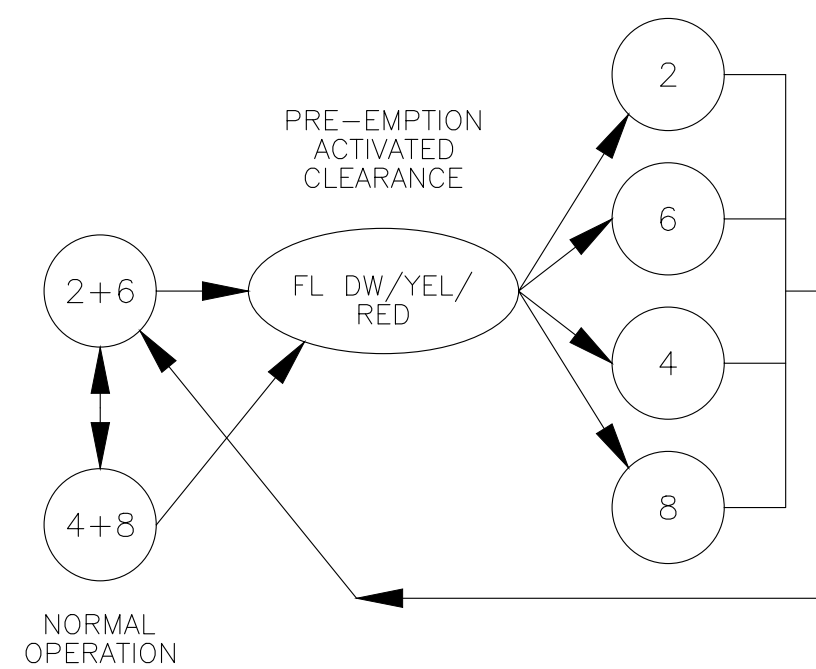 2
PRE-EMPTION
ACTIVATED
CLEARANCE
6
2+6
FL DW/YEL/
RED
4
4+8
8
NORMAL
OPERATION